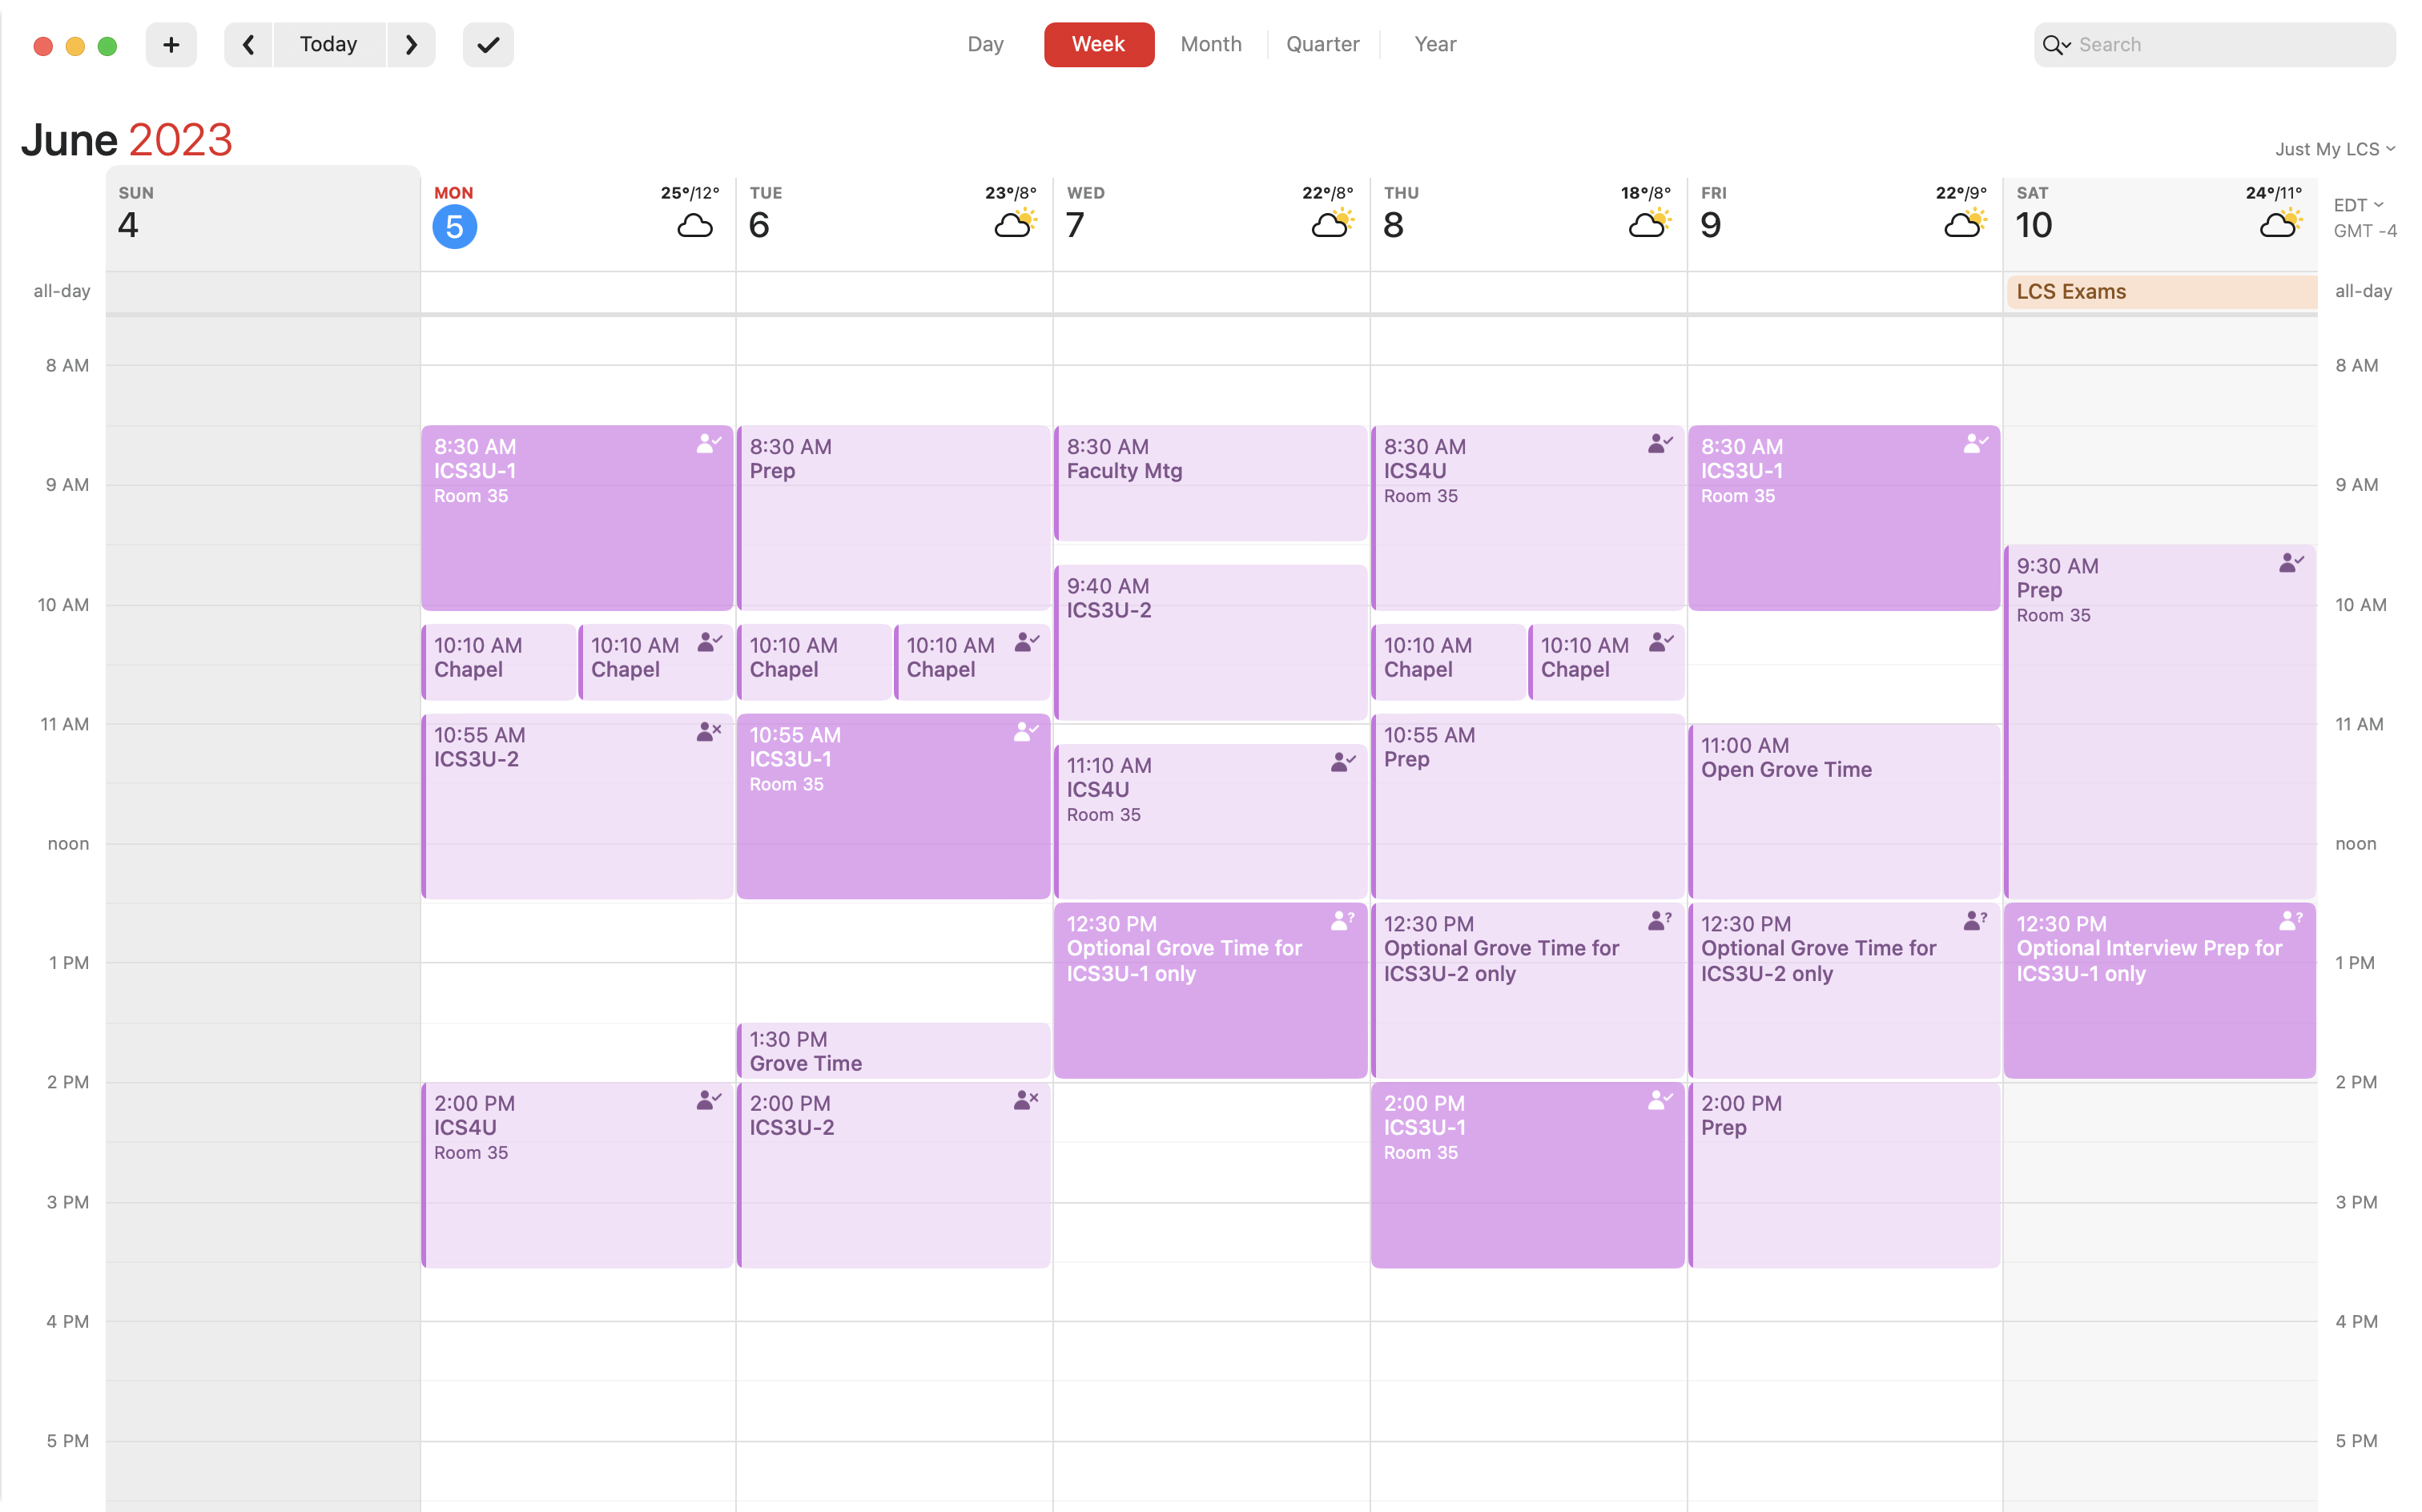 Today
Day
Week
Month
Quarter
Year
Search
June 2023
Just My LCS
SUN
4
MON
5
25°/12°
TUE
6
23°/8°
WED
7
22°/8°
THU
8
18°/8°
FRI
9
22°/9°
SAT
10
24°/11°
EDT
GMT -4
all-day
LCS Exams
all-day
8 AM
9 AM
10 AM
11 AM
noon
1 PM
2 PM
3 PM
4 PM
5 PM
8:30 AM
ICS3U-1
Room 35
10:10 AM
Chapel
10:10 AM
Chapel
10:55 AM
ICS3U-2
2:00 PM
ICS4U
Room 35
8:30 AM
Prep
10:10 AM
Chapel
10:10 AM
Chapel
10:55 AM
ICS3U-1
Room 35
1:30 PM
Grove Time
2:00 PM
ICS3U-2
8:30 AM
Faculty Mtg
9:40 AM
ICS3U-2
11:10 AM
ICS4U
Room 35
12:30 PM
Optional Grove Time for
ICS3U-1 only
8:30 AM
ICS4U
Room 35
10:10 AM
Chapel
10:10 AM
Chapel
10:55 AM
Prep
12:30 PM
Optional Grove Time for
ICS3U-2 only
2:00 PM
ICS3U-1
Room 35
8:30 AM
ICS3U-1
Room 35
11:00 AM
Open Grove Time
12:30 PM
Optional Grove Time for
ICS3U-2 only
2:00 PM
Prep
9:30 AM
Prep
Room 35
12:30 PM
Optional Interview Prep for
ICS3U-1 only
8 AM
9 AM
10 AM
11 AM
noon
1 PM
2 PM
3 PM
4 PM
5 PM